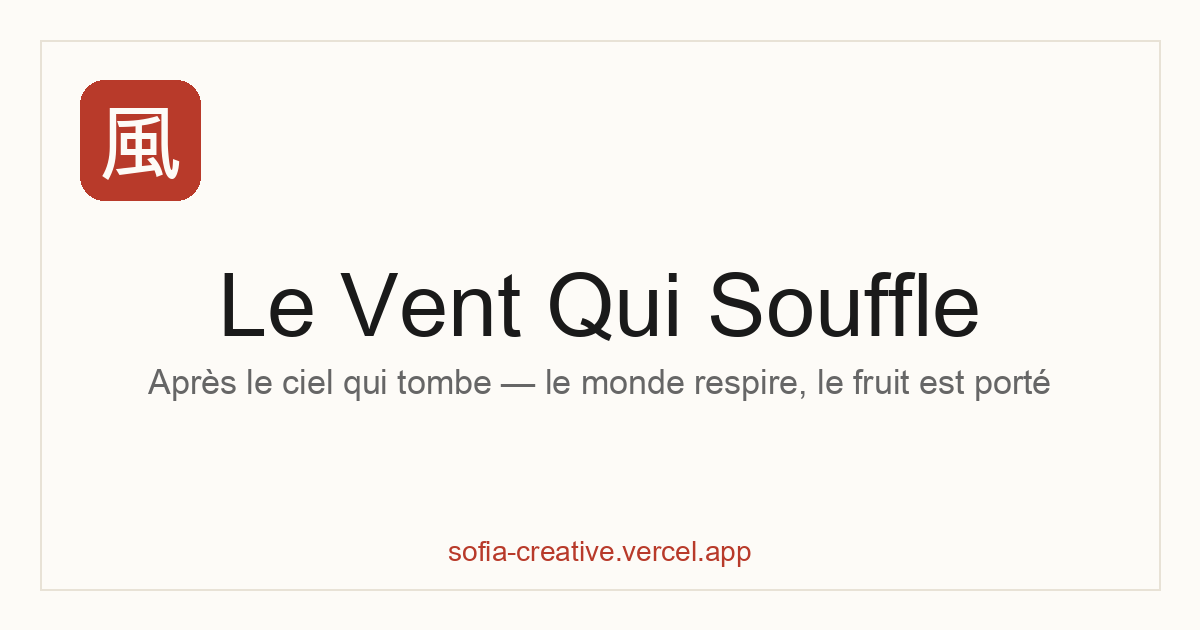 風
Le Vent Qui Souffle
Après le ciel qui tombe — le monde respire, le fruit est porté
sofia-creative.vercel.app